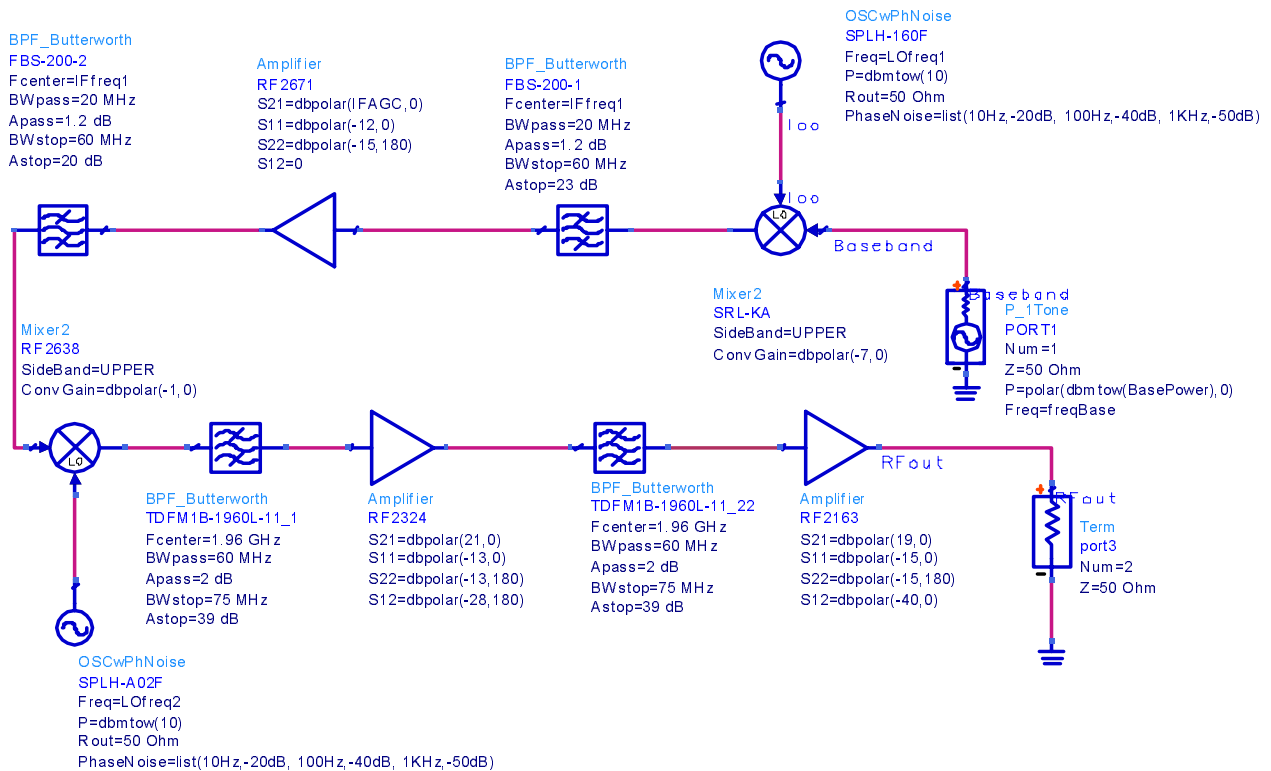 OSCwPhNoise
SPLH-160F
Freq=LOfreq1
P=dbmtow(10)
Rout=50 Ohm
PhaseNoise=list(10Hz,-20dB, 100Hz,-40dB, 1KHz,-50dB)
BPF_Butterworth
FBS-200-2
Fcenter=IFfreq1
BWpass=20 MHz
Apass=1.2 dB
BWstop=60 MHz
Astop=20 dB
Amplifier
RF2671
S21=dbpolar(IFAGC,0)
S11=dbpolar(-12,0)
S22=dbpolar(-15,180)
S12=0
BPF_Butterworth
FBS-200-1
Fcenter=IFfreq1
BWpass=20 MHz
Apass=1.2 dB
BWstop=60 MHz
Astop=23 dB
loo
loo
LO
Baseband
Baseband
Mixer2
SRL-KA
SideBand=UPPER
ConvGain=dbpolar(-7,0)
P_1Tone
PORT1
Num=1
Z=50 Ohm
P=polar(dbmtow(BasePower),0)
Freq=freqBase
Mixer2
RF2638
SideBand=UPPER
ConvGain=dbpolar(-1,0)
LO
RFout
RFout
BPF_Butterworth
TDFM1B-1960L-11_1
Fcenter=1.96 GHz
BWpass=60 MHz
Apass=2 dB
BWstop=75 MHz
Astop=39 dB
Amplifier
RF2324
S21=dbpolar(21,0)
S11=dbpolar(-13,0)
S22=dbpolar(-13,180)
S12=dbpolar(-28,180)
BPF_Butterworth
TDFM1B-1960L-11_22
Fcenter=1.96 GHz
BWpass=60 MHz
Apass=2 dB
BWstop=75 MHz
Astop=39 dB
Amplifier
RF2163
S21=dbpolar(19,0)
S11=dbpolar(-15,0)
S22=dbpolar(-15,180)
S12=dbpolar(-40,0)
Term
port3
Num=2
Z=50 Ohm
OSCwPhNoise
SPLH-A02F
Freq=LOfreq2
P=dbmtow(10)
Rout=50 Ohm
PhaseNoise=list(10Hz,-20dB, 100Hz,-40dB, 1KHz,-50dB)